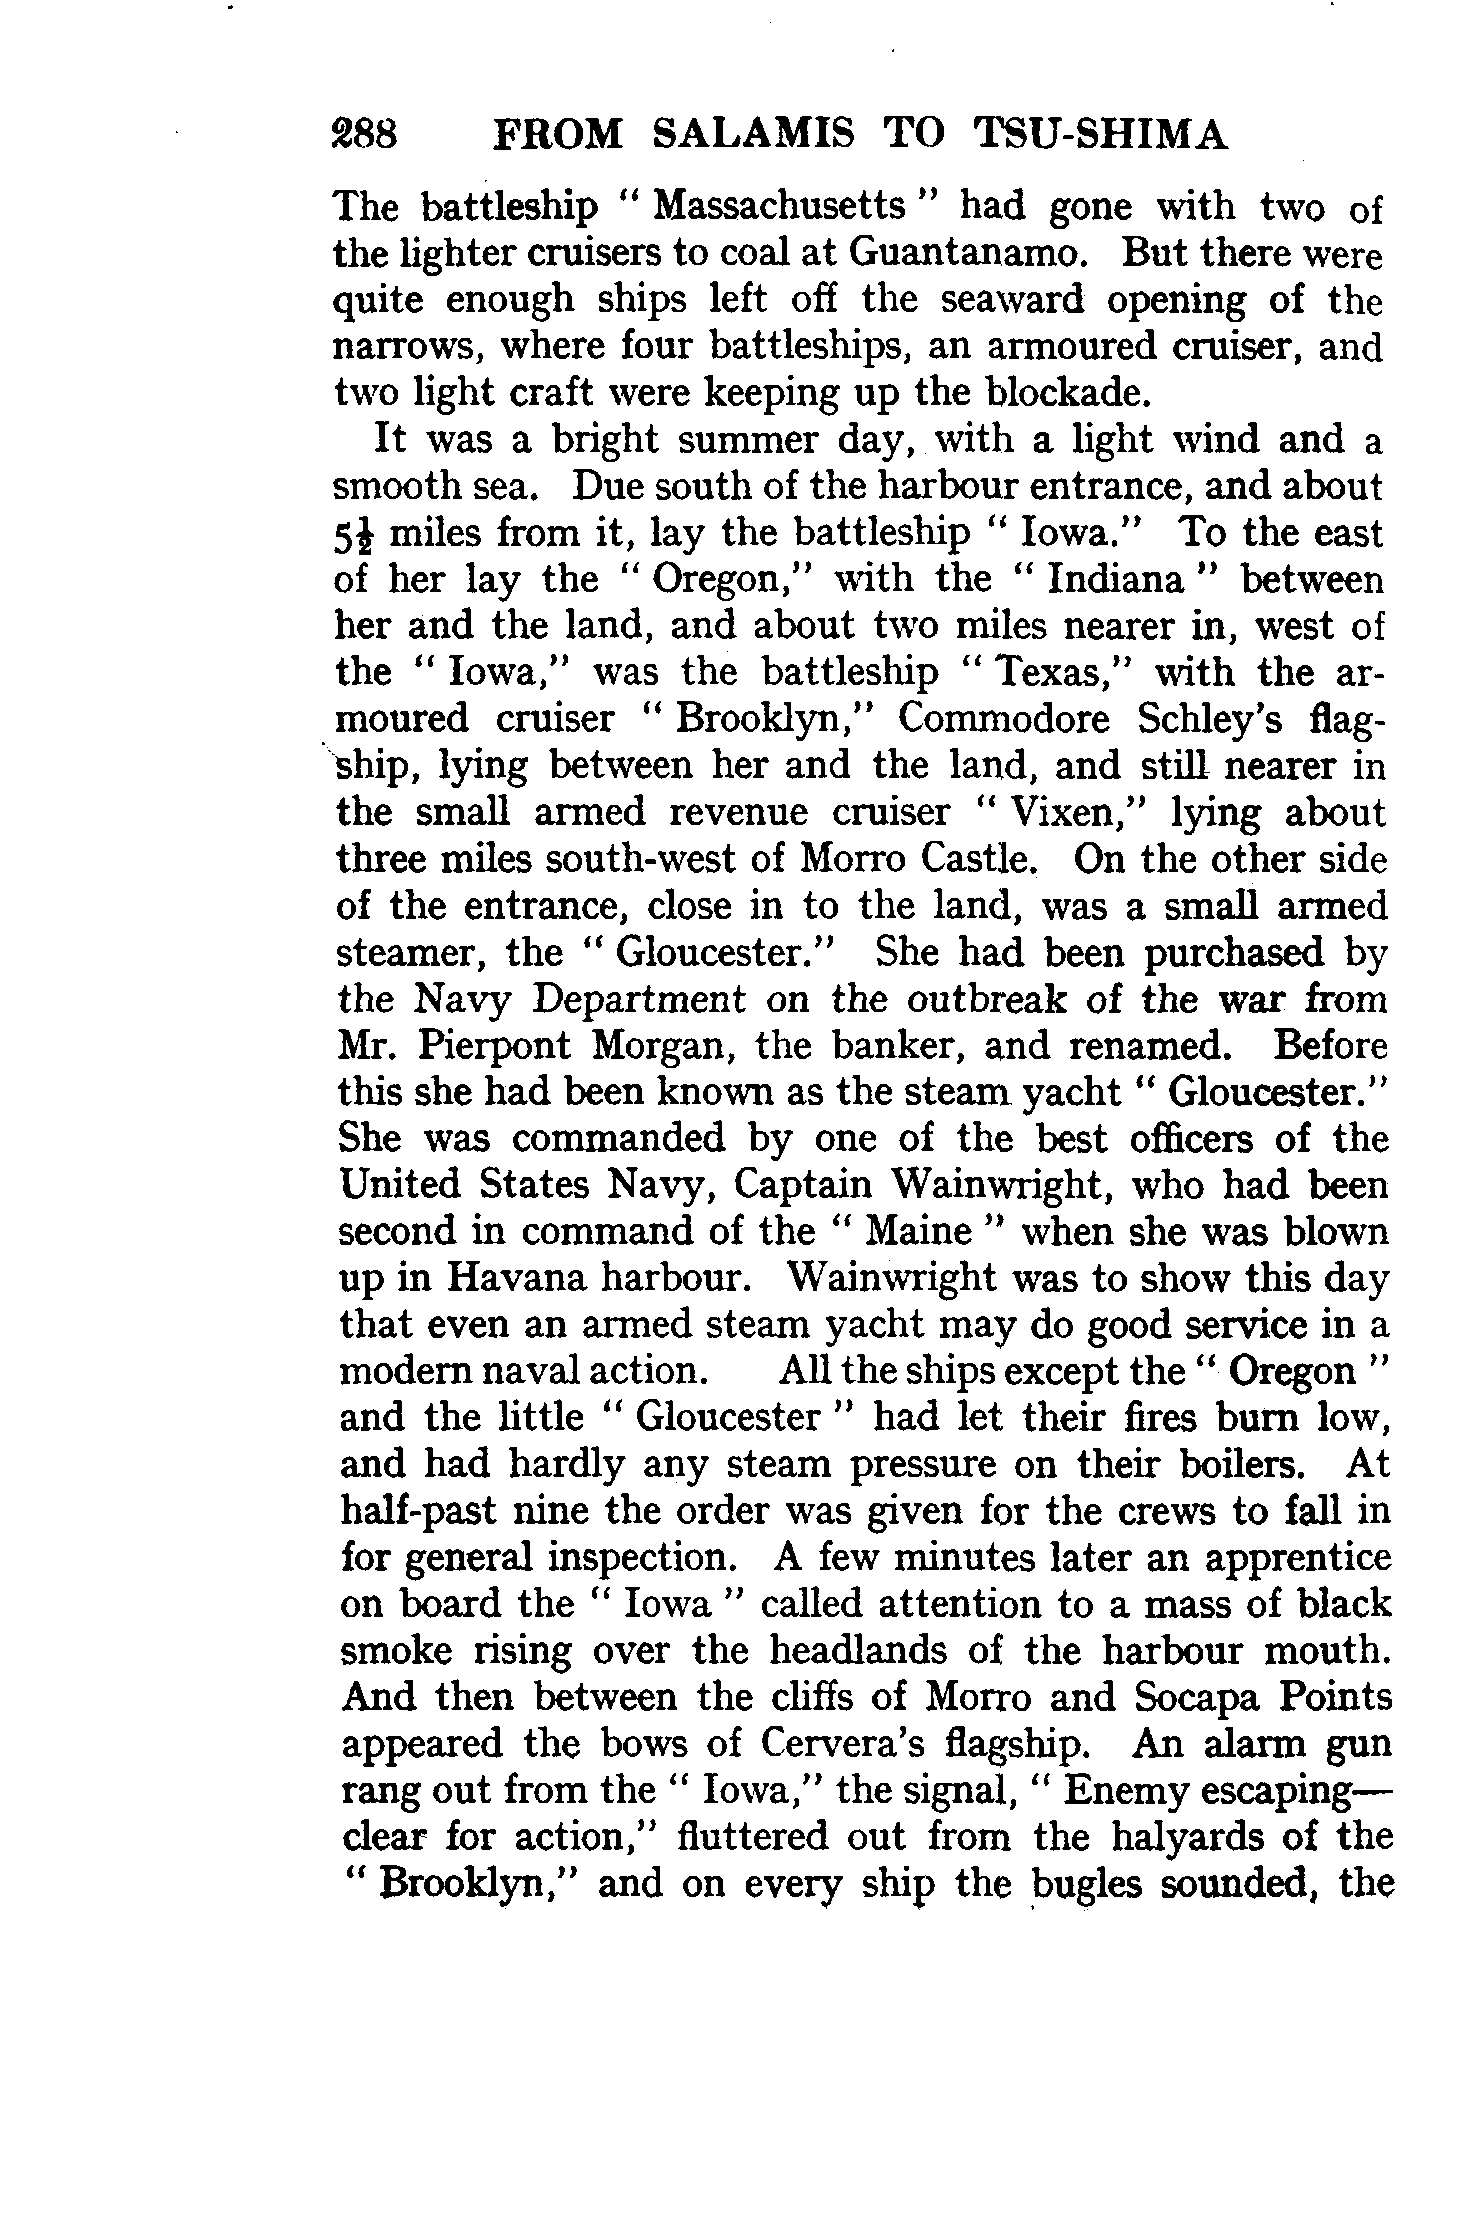 288 FROM SALAMIS TO TSU-SHIMA
The battleship " Massachusetts " had gone with two of
the lighter cruisers to coal at Guantanamo. But there were
quite enough ships left off the seaward opening of the
narrows, where four battleships, an armoured cruiser, and
two light craft were keeping up the blockade.
It was a bright summer day, with a light wind and a
smooth sea. Due south of the harbour entrance, and about
5½ miles from it, lay the battleship " Iowa." To the east
of her lay the " Oregon," with the " Indiana " between
her and the land, and about two miles nearer in, west of
the " Iowa," was the battleship " Texas," with the ar-
moured cruiser " Brooklyn," Commodore Schley's flag-
ship, lying between her and the land, and still nearer in
the small armed revenue cruiser " Vixen," lying about
three miles south-west of Morro Castle. On the other side
of the entrance, close in to the land, was a small armed
steamer, the " Gloucester." She had been purchased by
the Navy Department on the outbreak of the war from
Mr. Pierpont Morgan, the banker, and renamed. Before
this she had been known as the steam yacht " Gloucester."
She was commanded by one of the best officers of the
United States Navy, Captain Wainwright, who had been
second in command of the " Maine " when she was blown
up in Havana harbour. Wainwright was to show this day
that even an armed steam yacht may do good service in a
modern naval action. All the ships except the " Oregon "
and the little " Gloucester " had let their fires burn low,
and had hardly any steam pressure on their boilers. At
half-past nine the order was given for the crews to fall in
for general inspection. A few minutes later an apprentice
on board the " Iowa " called attention to a mass of black
smoke rising over the headlands of the harbour mouth.
And then between the cliffs of Morro and Socapa Points
appeared the bows of Cervera's flagship. An alarm gun
rang out from the " Iowa," the signal, " Enemy escaping—
clear for action," fluttered out from the halyards of the
" Brooklyn," and on every ship the bugles sounded, the